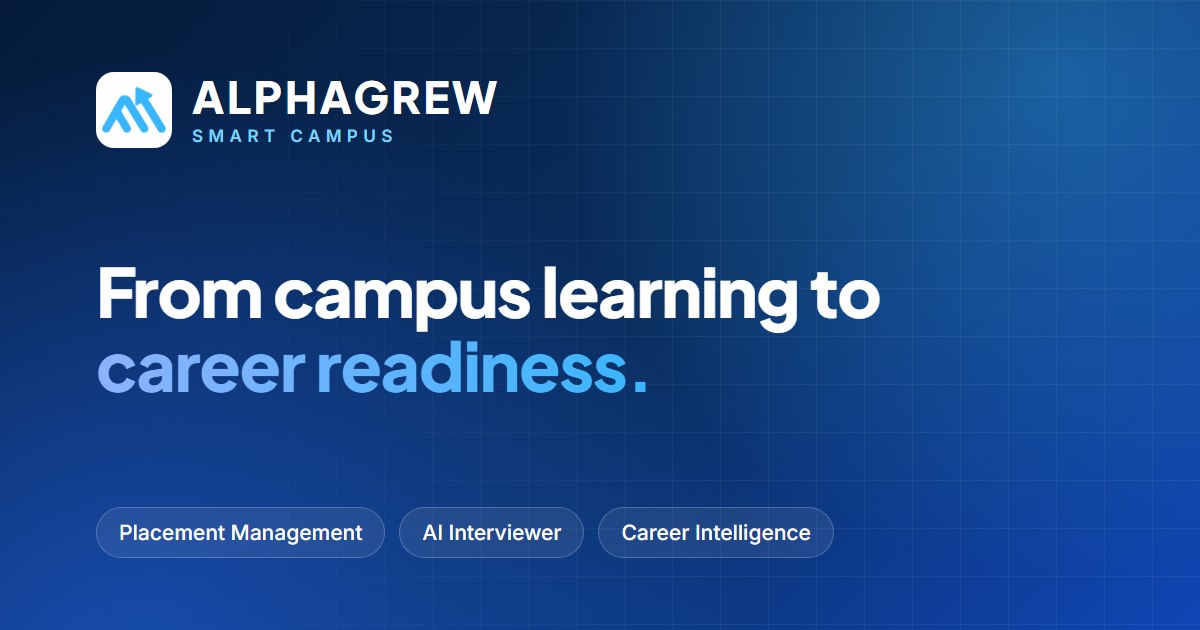 ALPHAGREW
SMART CAMPUS
From campus learning to
career readiness.
Placement Management
AI Interviewer
Career Intelligence